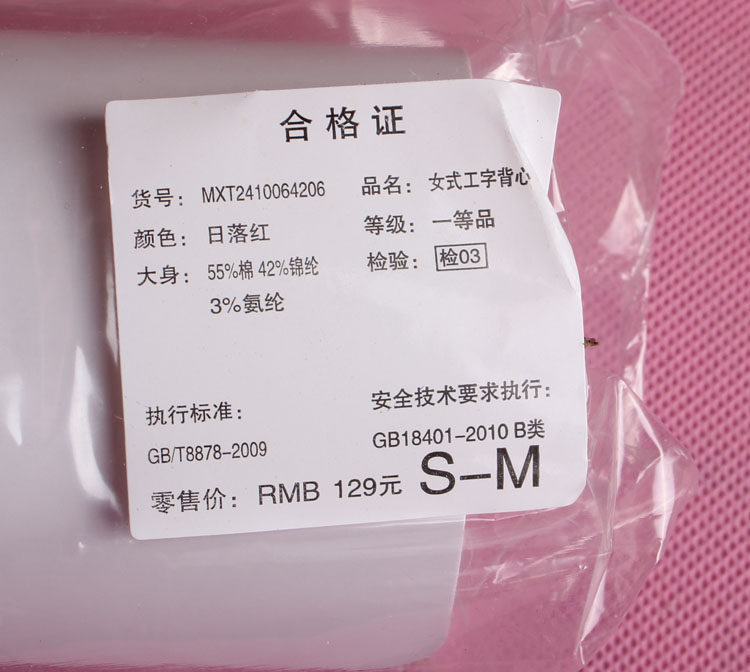 合格证
货号： MXT2410064206 品名： 女式工字背心
颜色： 日落红 等级： 一等品
大身： 55%棉 42%锦纶 检验： 检03
3%氨纶
执行标准： 安全技术要求执行：
GB/T8878-2009 GB18401-2010 B类
零售价： RMB 129元 S-M